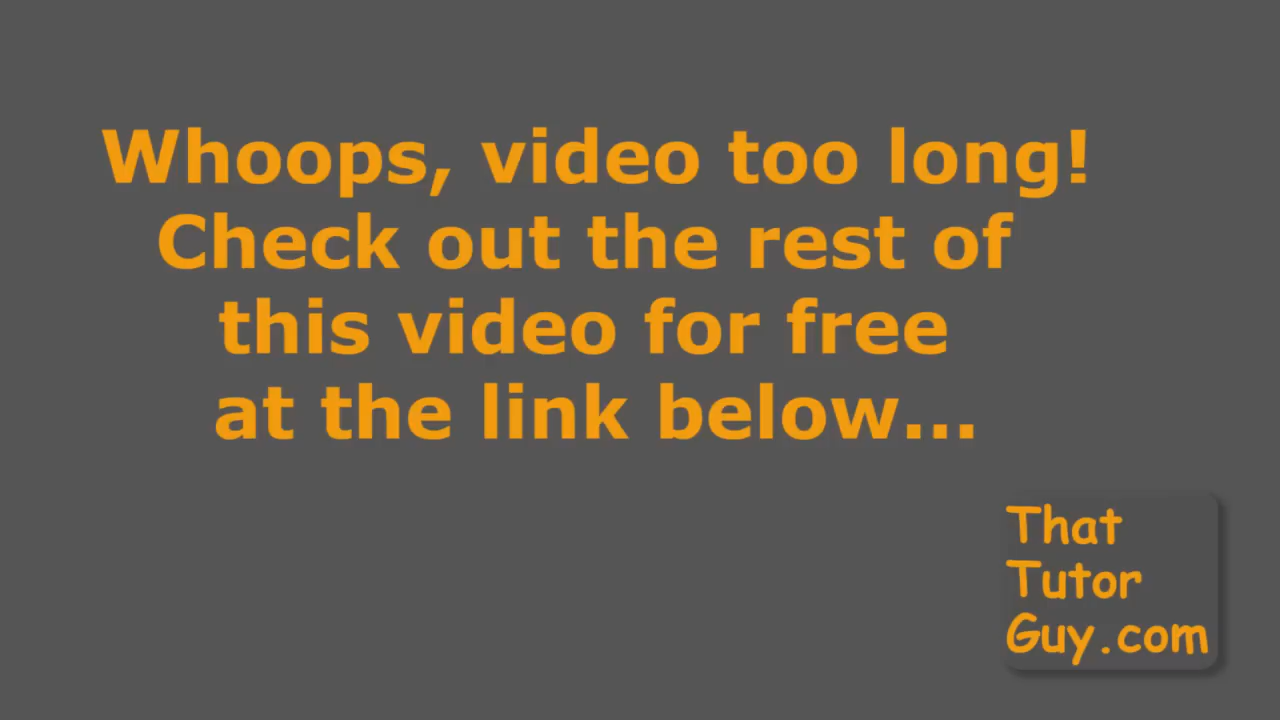 Whoops, video too long!
Check out the rest of
this video for free
at the link below...
That
Tutor
Guy.com